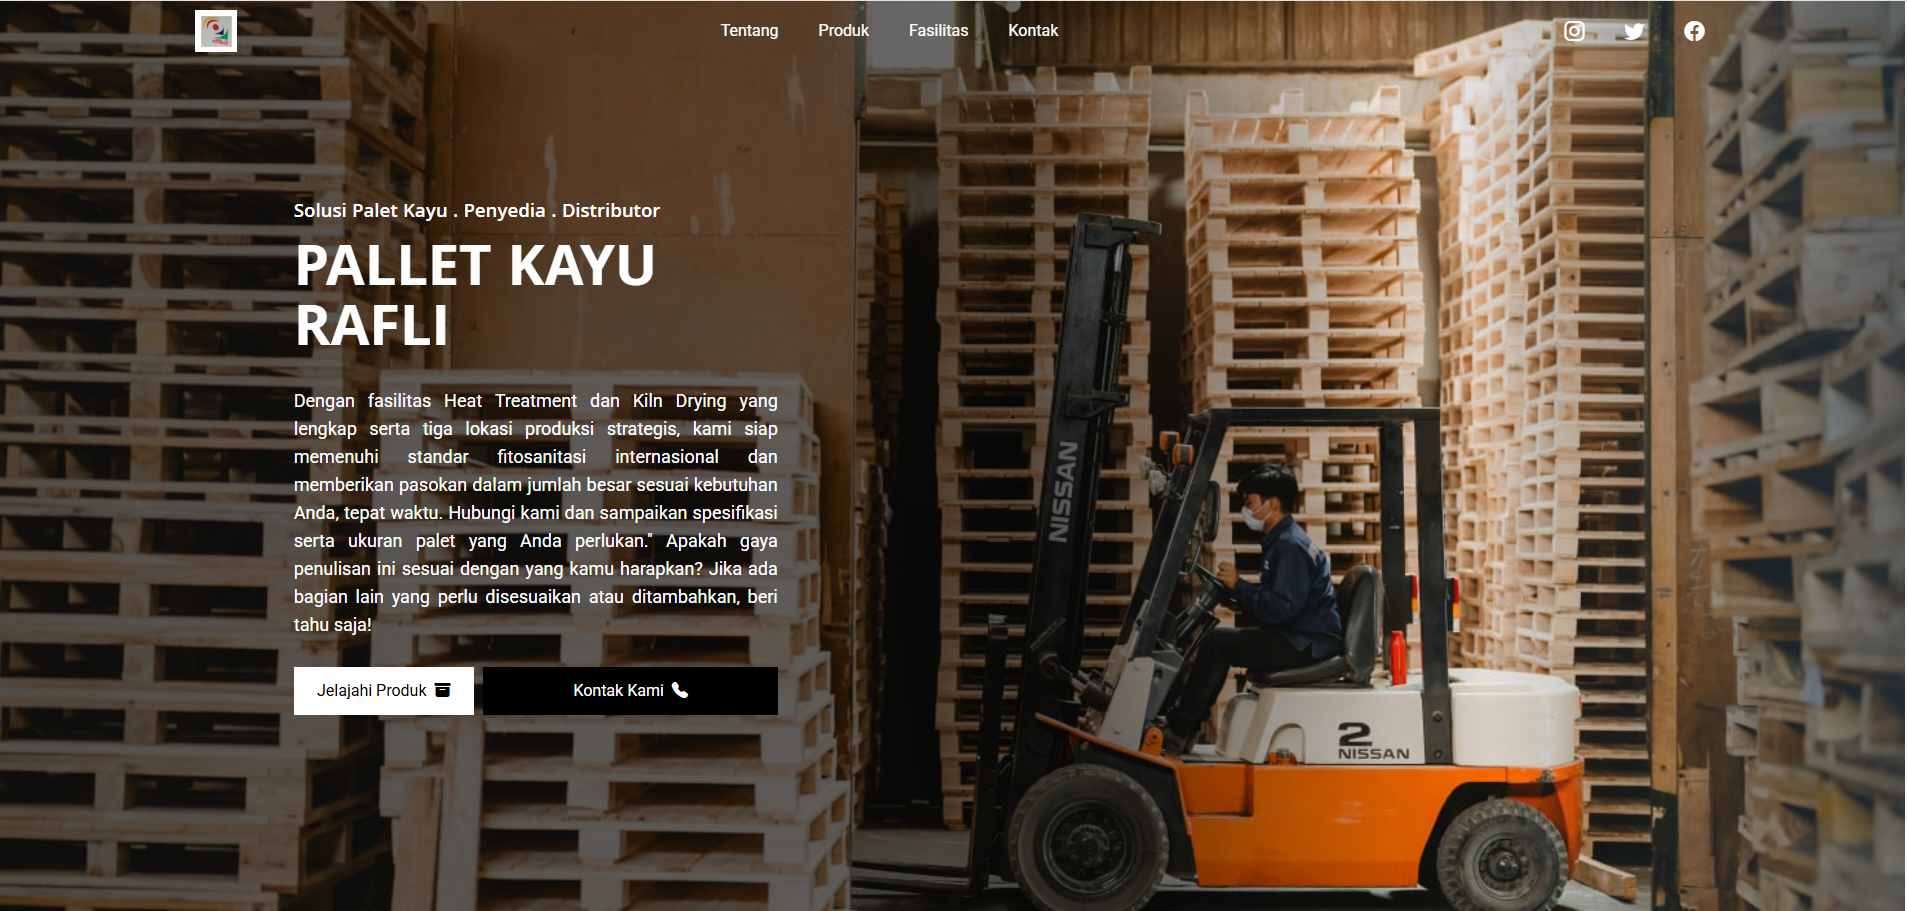 Tentang Produk Fasilitas Kontak
Solusi Palet Kayu . Penyedia . Distributor
PALLET KAYU
RAFLI
Dengan fasilitas Heat Treatment dan Kiln Drying yang
lengkap serta tiga lokasi produksi strategis, kami siap
memenuhi standar fitosanitasi internasional dan
memberikan pasokan dalam jumlah besar sesuai kebutuhan
Anda, tepat waktu. Hubungi kami dan sampaikan spesifikasi
serta ukuran palet yang Anda perlukan." Apakah gaya
penulisan ini sesuai dengan yang kamu harapkan? Jika ada
bagian lain yang perlu disesuaikan atau ditambahkan, beri
tahu saja!
Jelajahi Produk
Kontak Kami
NISSAN
2
NISSAN